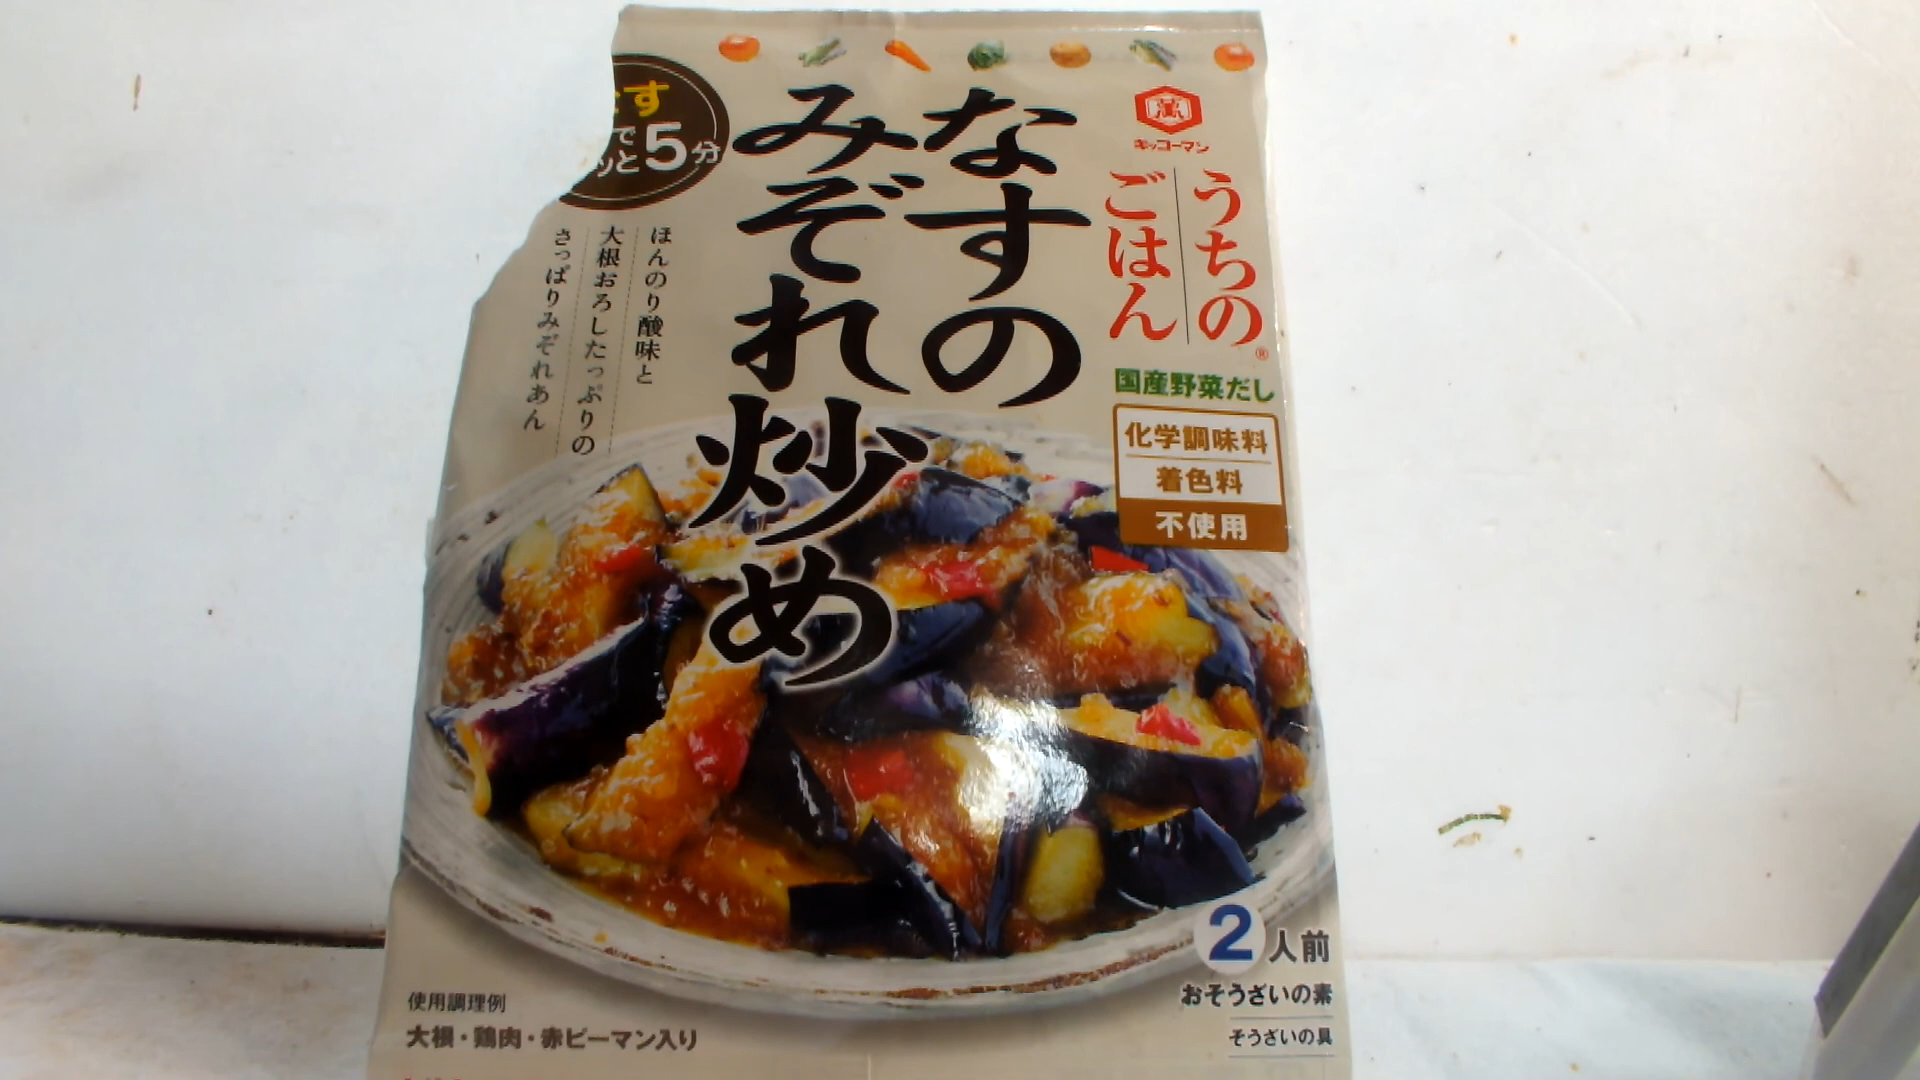 キッコーマン
うちの
ごはん
®
なすの
みぞれ炒め
す
で
ッと5分
ほんのり酸味と
大根おろしたっぷりの
さっぱりみぞれあん
国産野菜だし
化学調味料
着色料
不使用
2人前
おそうざいの素
そうざいの具
使用調理例
大根・鶏肉・赤ピーマン入り